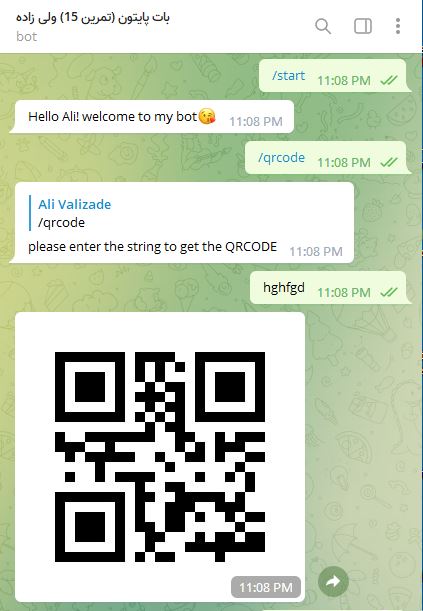 بات پایتون (تمرین 15) ولی زاده
bot
/start 11:08 PM
Hello Ali! welcome to my bot😘 11:08 PM
/qrcode 11:08 PM
Ali Valizade
/qrcode
please enter the string to get the QRCODE 11:08 PM
hghfgd 11:08 PM
11:08 PM